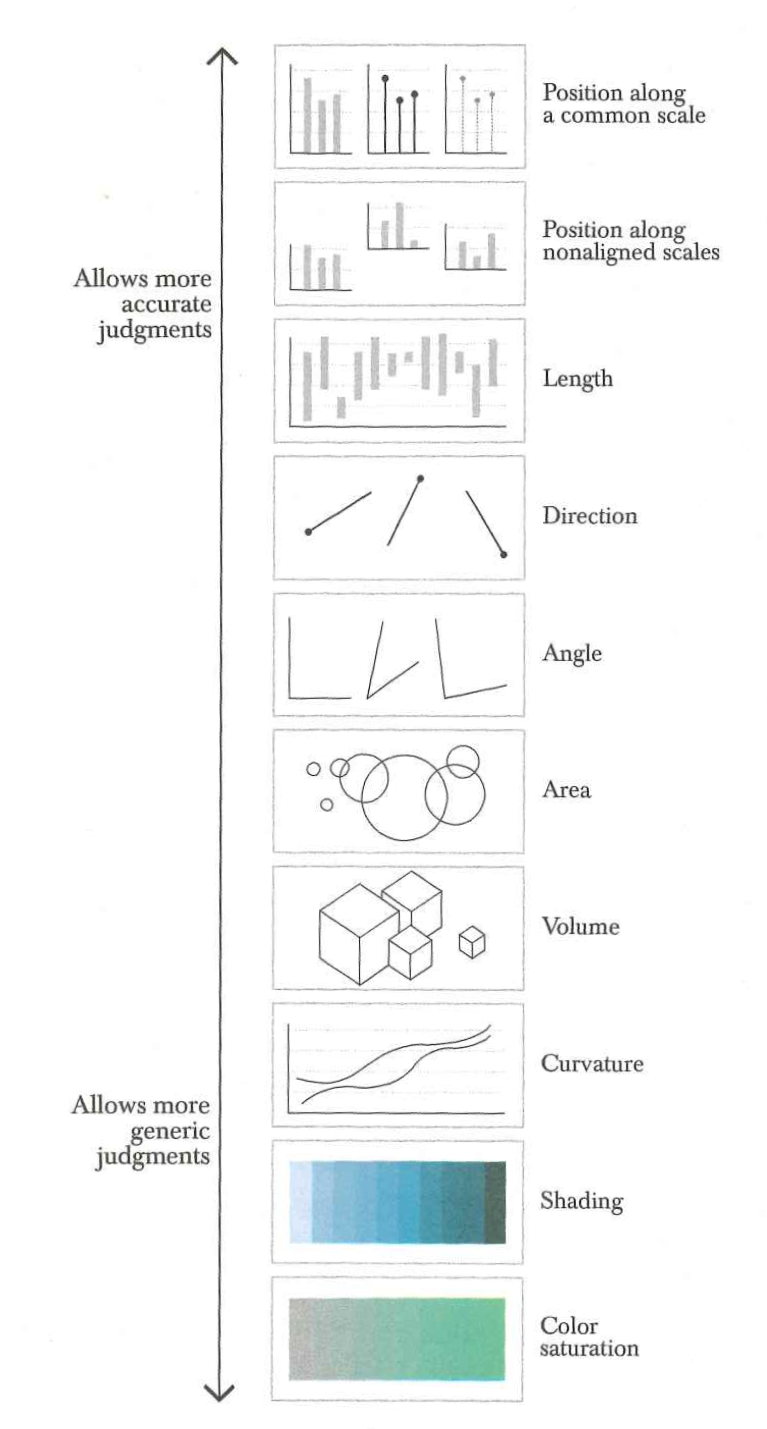 Position along
a common scale
Position along
nonaligned scales
Allows more
accurate
judgments
Length
Direction
Angle
Area
Volume
Curvature
Allows more
generic
judgments
Shading
Color
saturation